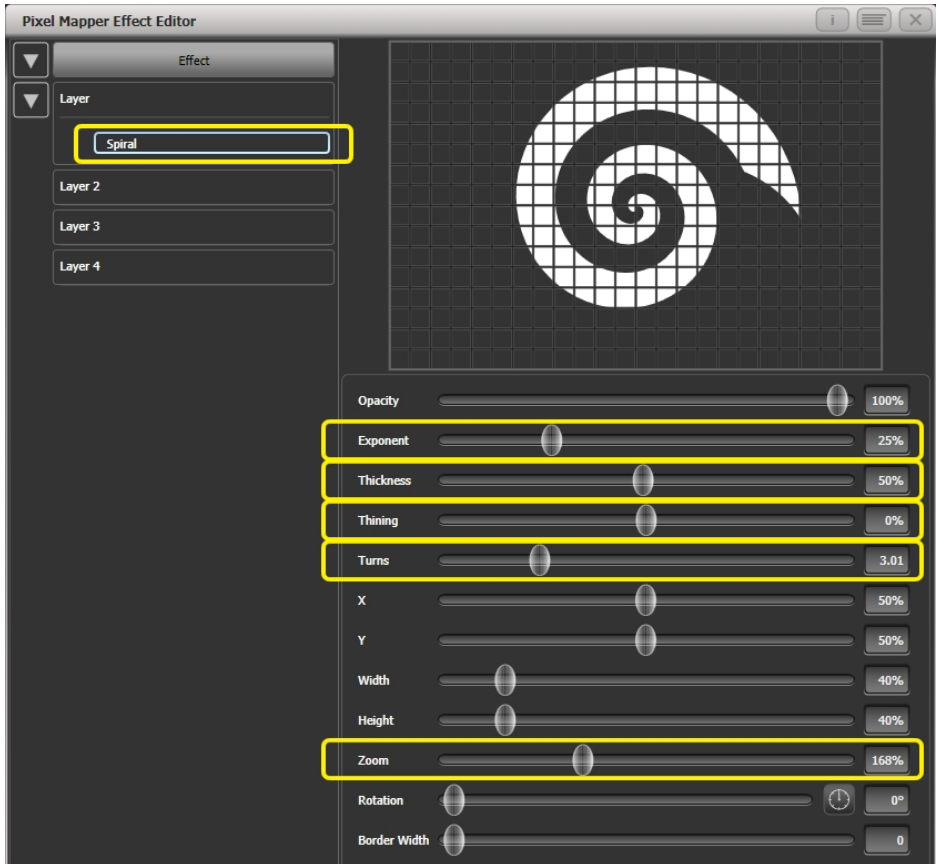 Pixel Mapper Effect Editor
i
Effect
Layer
Spiral
Layer 2
Layer 3
Layer 4
Opacity 100%
Exponent 25%
Thickness 50%
Thining 0%
Turns 3.01
X 50%
Y 50%
Width 40%
Height 40%
Zoom 168%
Rotation 0°
Border Width 0